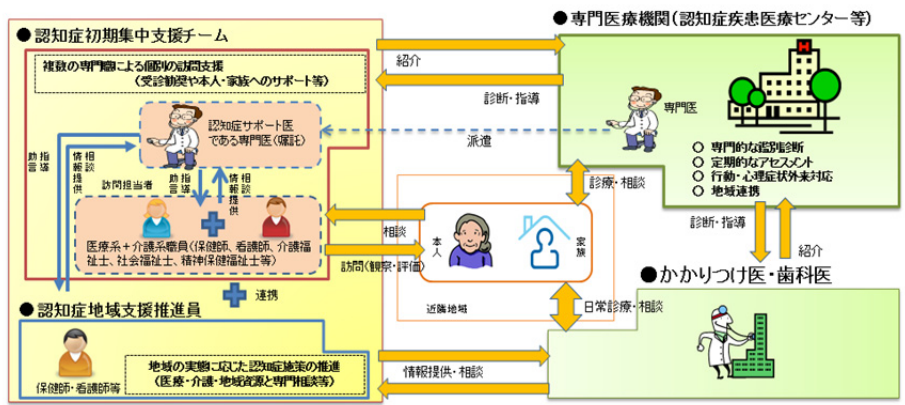 ●認知症初期集中支援チーム
複数の専門職による個別の訪問支援
（受診勧奨や本人・家族へのサポート等）
認知症サポート医
である専門医（嘱託）
指導
助言
相談
情報提供
訪問担当者
指導
助言
相談
情報提供
医療系＋介護系職員（保健師、看護師、介護福
祉士、社会福祉士、精神保健福祉士等）
連携
●認知症地域支援推進員
保健師・看護師等
地域の実態に応じた認知症施策の推進
（医療・介護・地域資源と専門相談等）
紹介
診断・指導
派遣
相談
訪問（観察・評価）
本人
家族
近隣地域
診療・相談
日常診療・相談
情報提供・相談
●専門医療機関（認知症疾患医療センター等）
H
専門医
○ 専門的な鑑別診断
○ 定期的なアセスメント
○ 行動・心理症状外来対応
○ 地域連携
診断・指導
紹介
●かかりつけ医・歯科医